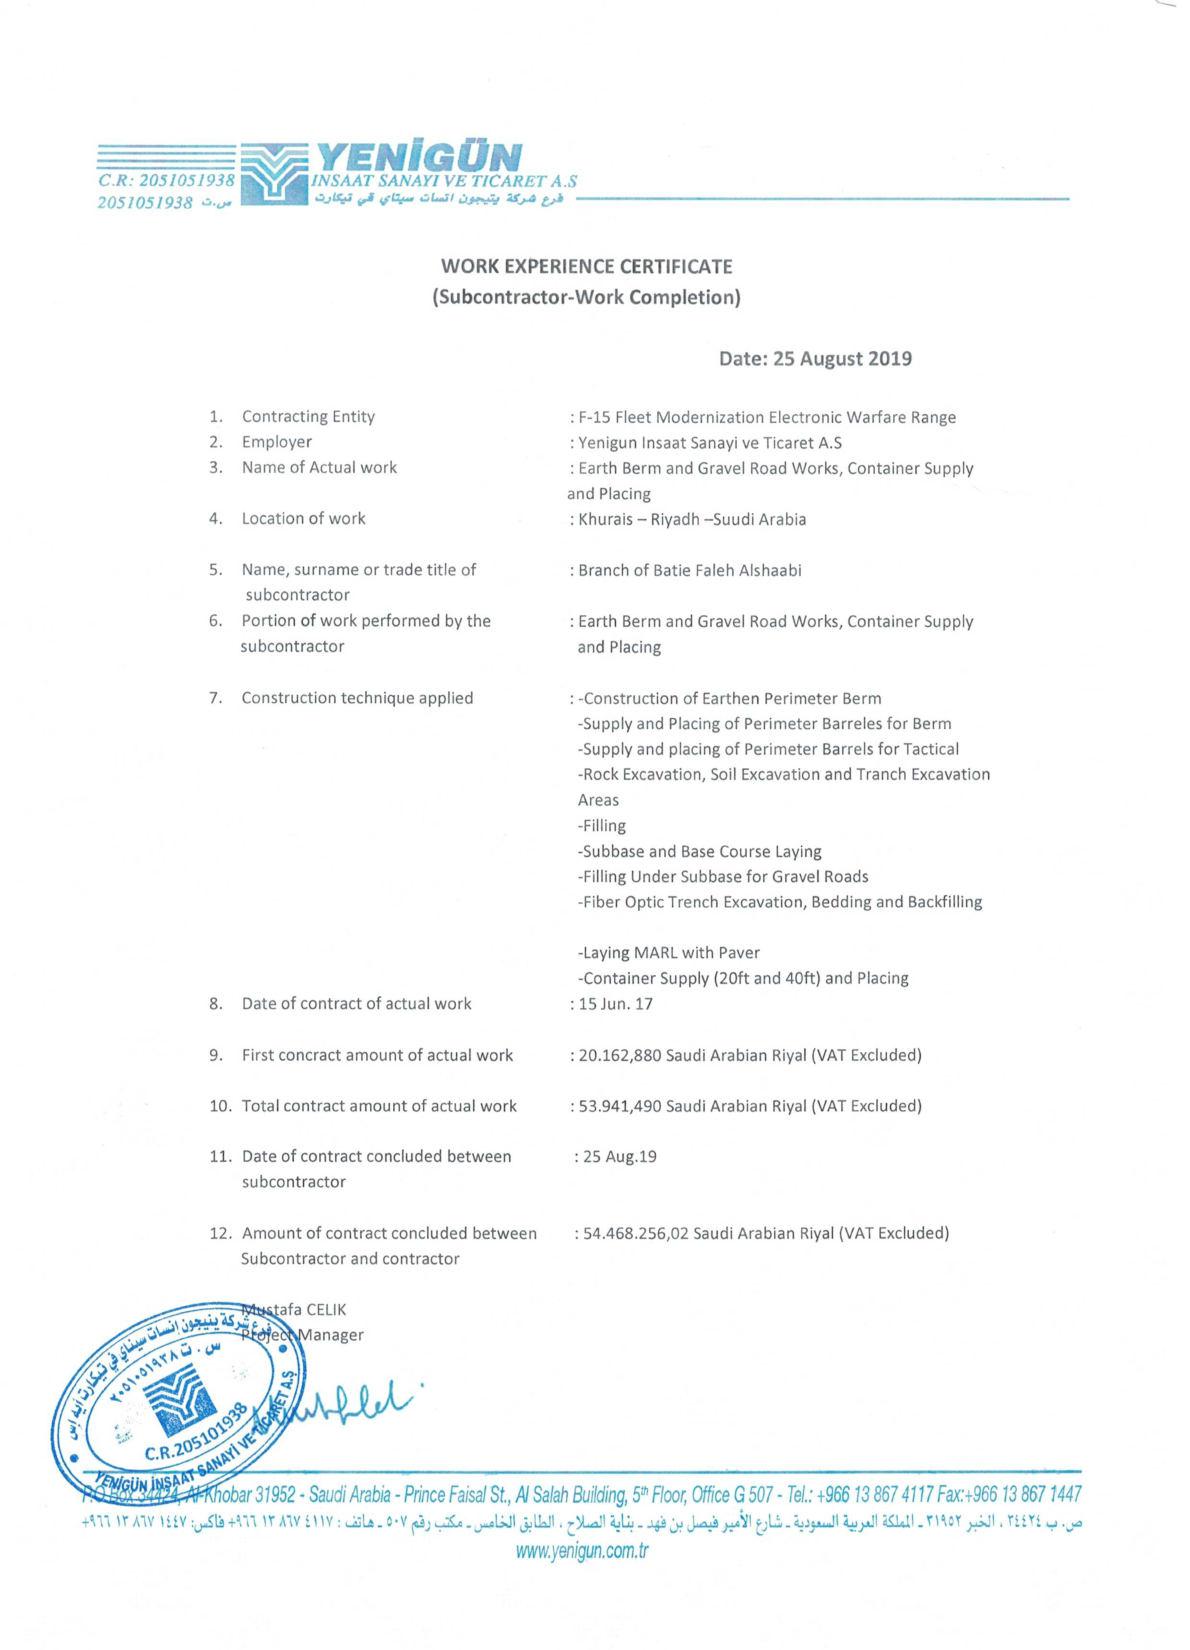 YENİGÜN
C.R: 2051051938
INSAAT SANAYI VE TICARET A.S
2051051938 س.ت
فرع شركة يتيجون اتسات سيتاي في تيكارت
WORK EXPERIENCE CERTIFICATE
(Subcontractor-Work Completion)
Date: 25 August 2019
1. Contracting Entity : F-15 Fleet Modernization Electronic Warfare Range
2. Employer : Yenigun Insaat Sanayi ve Ticaret A.S
3. Name of Actual work : Earth Berm and Gravel Road Works, Container Supply
and Placing
4. Location of work : Khurais – Riyadh –Suudi Arabia
5. Name, surname or trade title of : Branch of Batie Faleh Alshaabi
subcontractor
6. Portion of work performed by the : Earth Berm and Gravel Road Works, Container Supply
subcontractor and Placing
7. Construction technique applied : -Construction of Earthen Perimeter Berm
-Supply and Placing of Perimeter Barreles for Berm
-Supply and placing of Perimeter Barrels for Tactical
-Rock Excavation, Soil Excavation and Tranch Excavation
Areas
-Filling
-Subbase and Base Course Laying
-Filling Under Subbase for Gravel Roads
-Fiber Optic Trench Excavation, Bedding and Backfilling
-Laying MARL with Paver
-Container Supply (20ft and 40ft) and Placing
8. Date of contract of actual work : 15 Jun. 17
9. First concract amount of actual work : 20.162,880 Saudi Arabian Riyal (VAT Excluded)
10. Total contract amount of actual work : 53.941,490 Saudi Arabian Riyal (VAT Excluded)
11. Date of contract concluded between : 25 Aug.19
subcontractor
12. Amount of contract concluded between : 54.468.256,02 Saudi Arabian Riyal (VAT Excluded)
Subcontractor and contractor
Mustafa CELIK
Project Manager
فرع شركة ينيجون إنسات سيناي في تيكارت أيه إس
س . ت ٢٠٥١٠٥١٩٣٨
C.R.205101938
YENİGÜN İNŞAAT SANAYİ VE TİCARET A.Ş
P.O Box 34424, Al-Khobar 31952 - Saudi Arabia - Prince Faisal St., Al Salah Building, 5th Floor, Office G 507 - Tel.: +966 13 867 4117 Fax:+966 13 867 1447
ص. ب ٣٤٤٢٤ ، الخبر ٣١٩٥٢ ـ المملكة العربية السعودية ـ شارع الأمير فيصل بن فهد ـ بناية الصلاح ، الطابق الخامس ـ مكتب رقم ٥٠٧ ـ هاتف : ٤١١٧ ٨٦٧ ١٣ ٩٦٦+ فاكس: ١٤٤٧ ٨٦٧ ١٣ ٩٦٦+
www.yenigun.com.tr